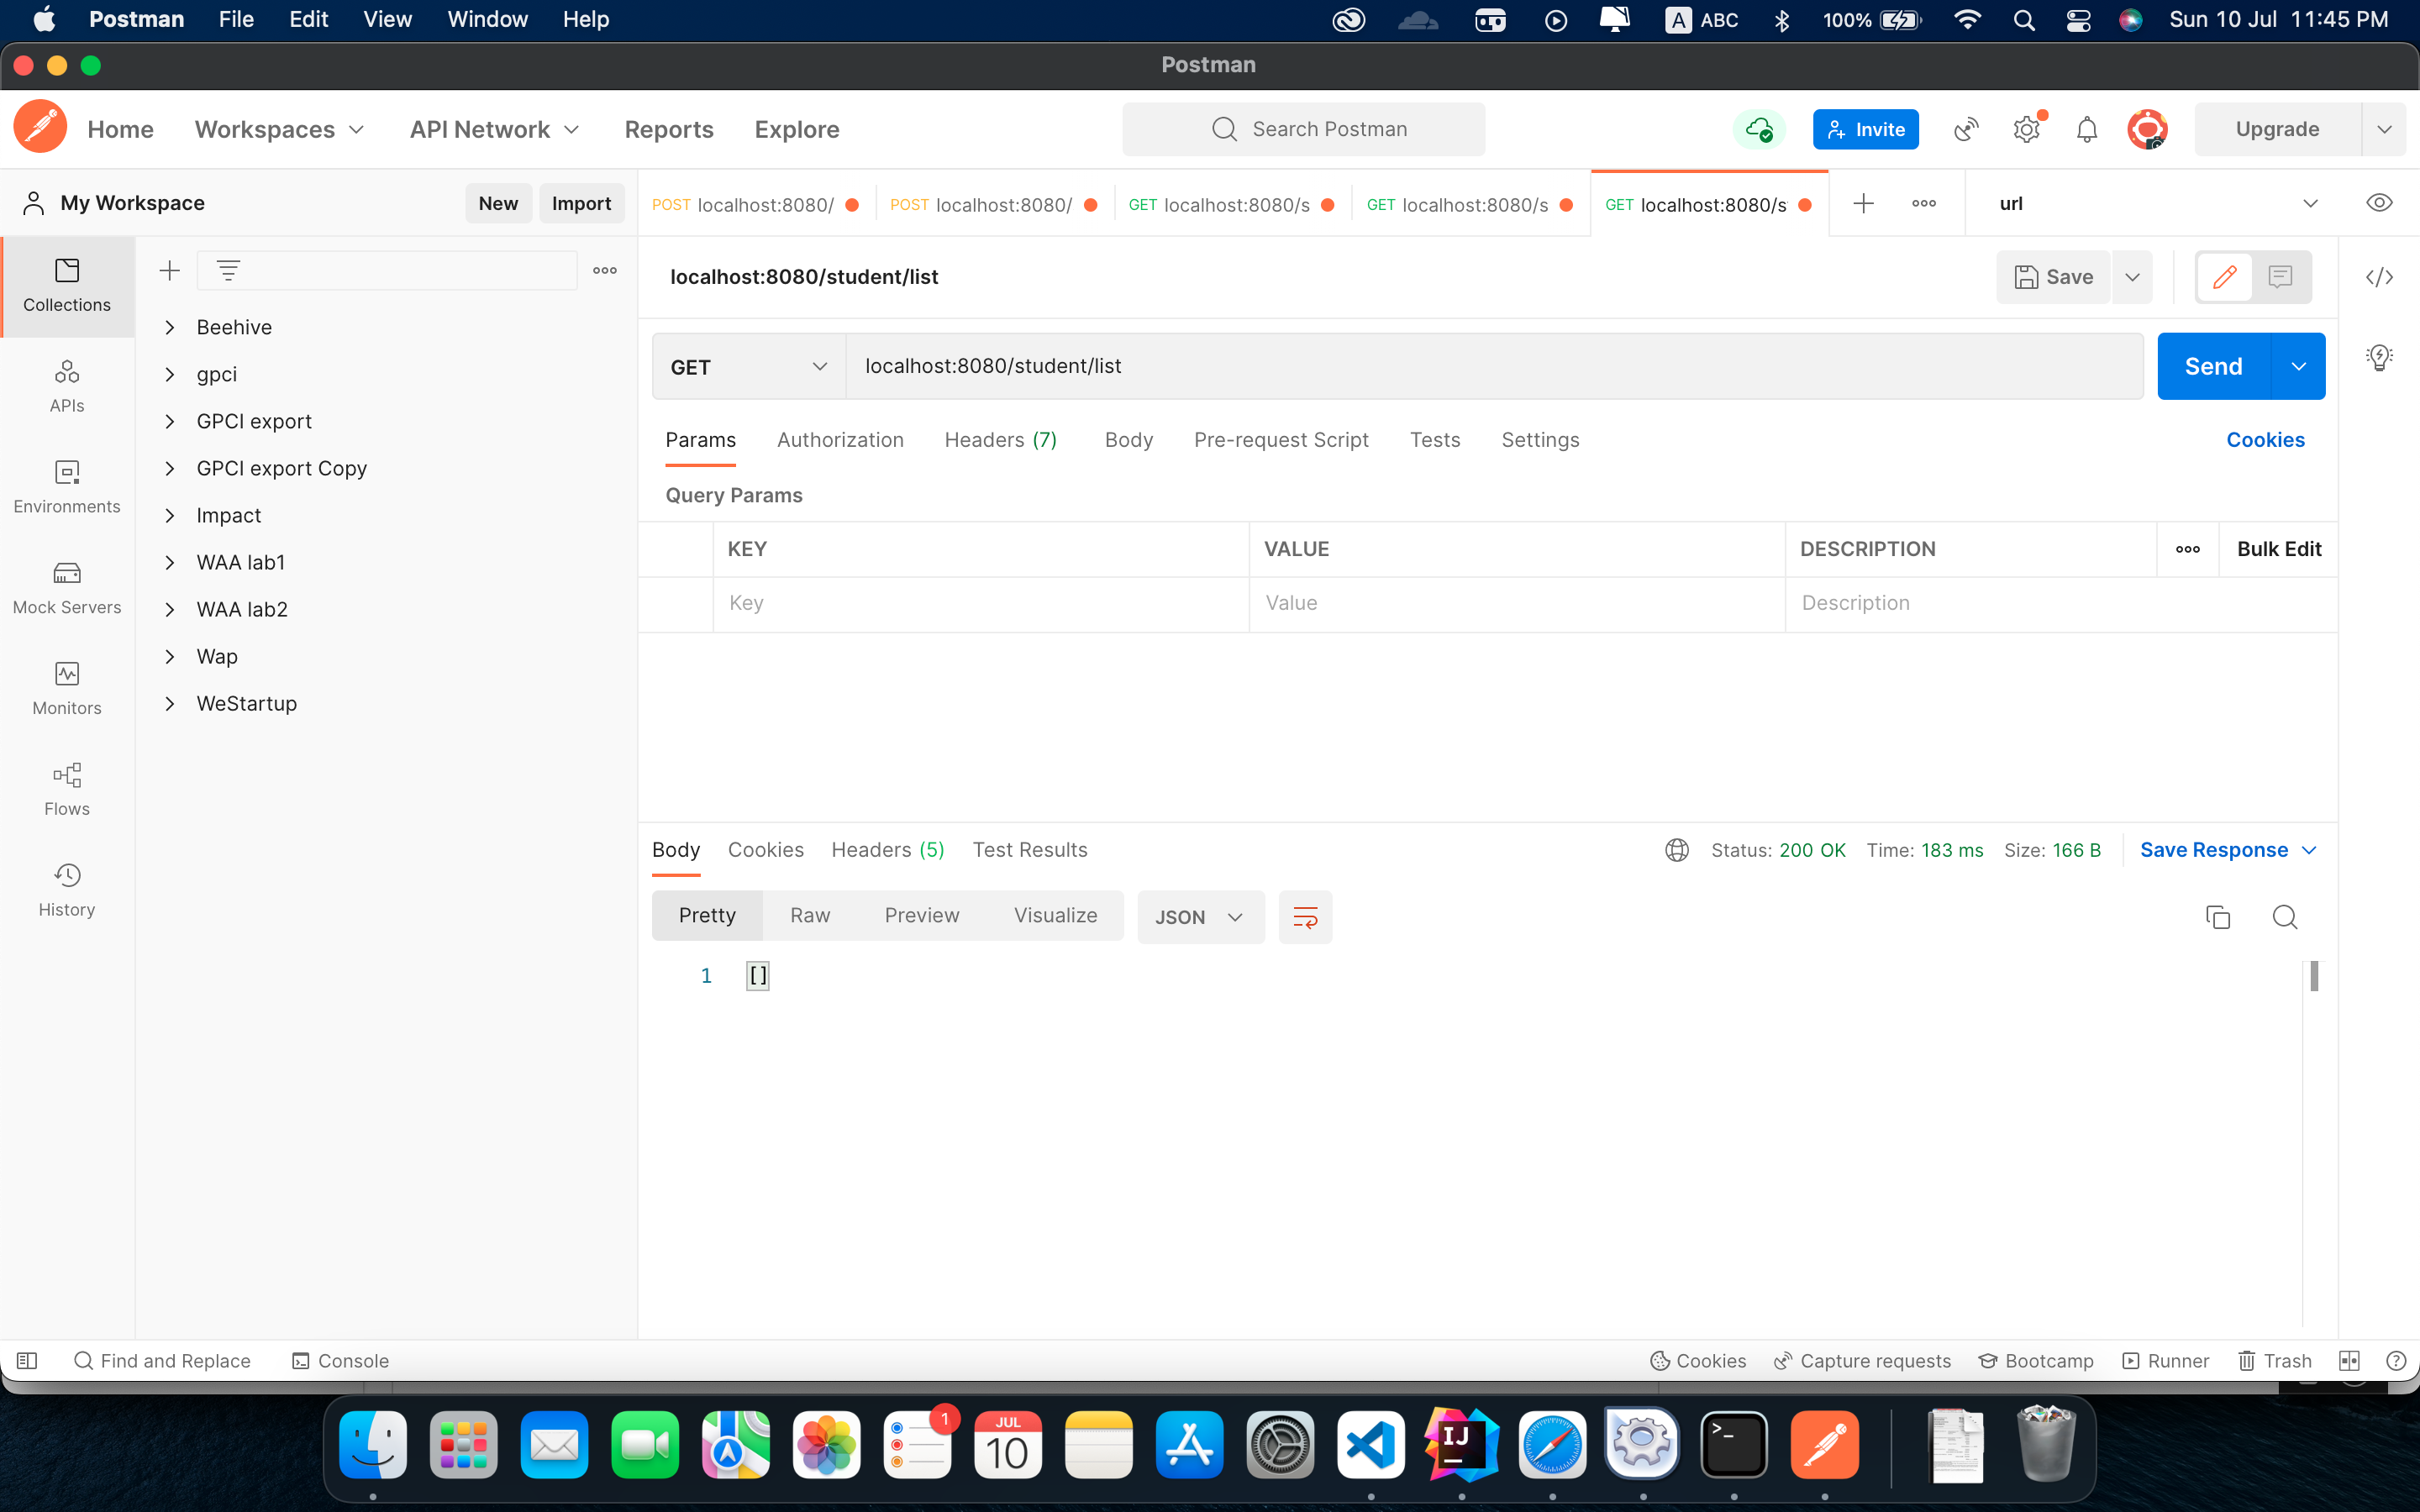 Postman File Edit View Window Help A ABC 100% Sun 10 Jul 11:45 PM
Postman
Home Workspaces API Network Reports Explore Search Postman Invite Upgrade
My Workspace New Import POST localhost:8080/ POST localhost:8080/ GET localhost:8080/s GET localhost:8080/s GET localhost:8080/s url
Collections
APIs
Environments
Mock Servers
Monitors
Flows
History
Beehive
gpci
GPCI export
GPCI export Copy
Impact
WAA lab1
WAA lab2
Wap
WeStartup
localhost:8080/student/list Save
GET localhost:8080/student/list Send
Params Authorization Headers (7) Body Pre-request Script Tests Settings Cookies
Query Params
KEY VALUE DESCRIPTION Bulk Edit
Key Value Description
Body Cookies Headers (5) Test Results Status: 200 OK Time: 183 ms Size: 166 B Save Response
Pretty Raw Preview Visualize JSON
1 []
Find and Replace Console Cookies Capture requests Bootcamp Runner Trash
1
JUL
10
IJ